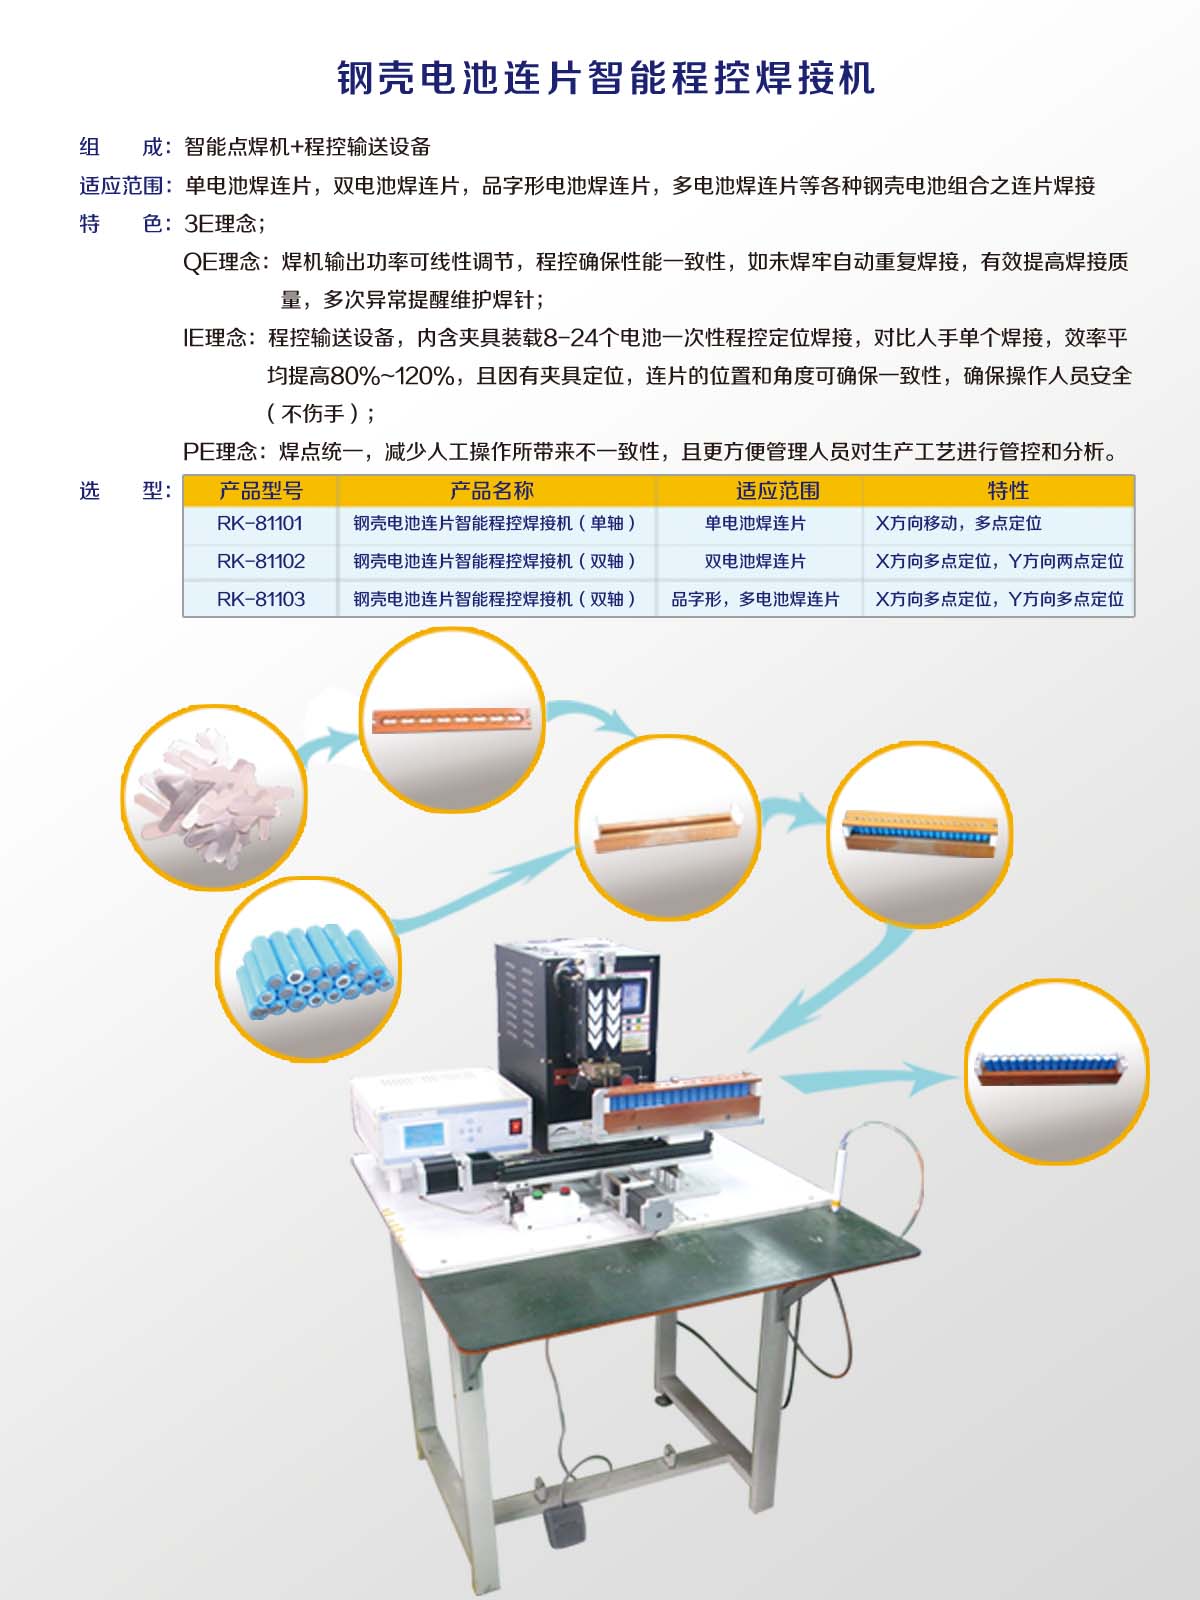 钢壳电池连片智能程控焊接机
组 成：智能点焊机+程控输送设备
适应范围：单电池焊连片，双电池焊连片，品字形电池焊连片，多电池焊连片等各种钢壳电池组合之连片焊接
特 色：3E理念；
QE理念：焊机输出功率可线性调节，程控确保性能一致性，如未焊牢自动重复焊接，有效提高焊接质
量，多次异常提醒维护焊针；
IE理念：程控输送设备，内含夹具装载8-24个电池一次性程控定位焊接，对比人手单个焊接，效率平
均提高80%~120%，且因有夹具定位，连片的位置和角度可确保一致性，确保操作人员安全
（不伤手）；
PE理念：焊点统一，减少人工操作所带来不一致性，且更方便管理人员对生产工艺进行管控和分析。
选 型： 产品型号 产品名称 适应范围 特性
RK-81101 钢壳电池连片智能程控焊接机（单轴） 单电池焊连片 X方向移动，多点定位
RK-81102 钢壳电池连片智能程控焊接机（双轴） 双电池焊连片 X方向多点定位，Y方向两点定位
RK-81103 钢壳电池连片智能程控焊接机（双轴） 品字形，多电池焊连片 X方向多点定位，Y方向多点定位